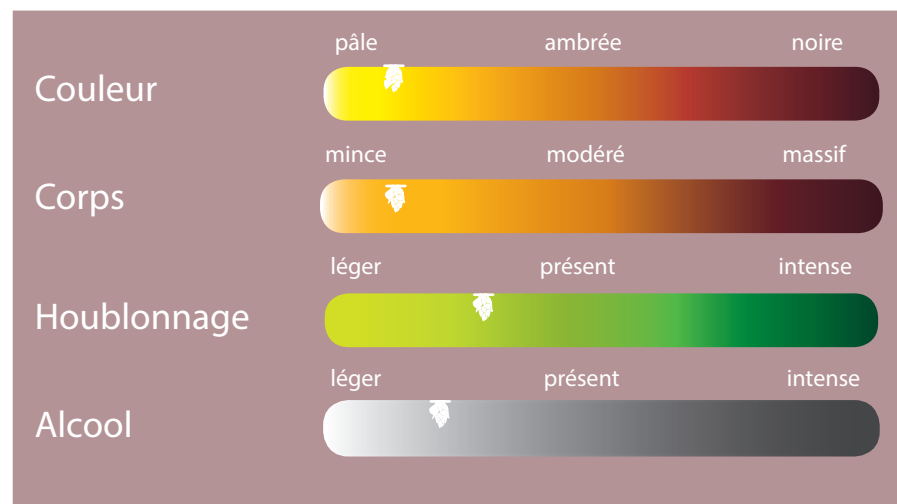 pâle ambrée noire
Couleur
mince modéré massif
Corps
léger présent intense
Houblonnage
léger présent intense
Alcool